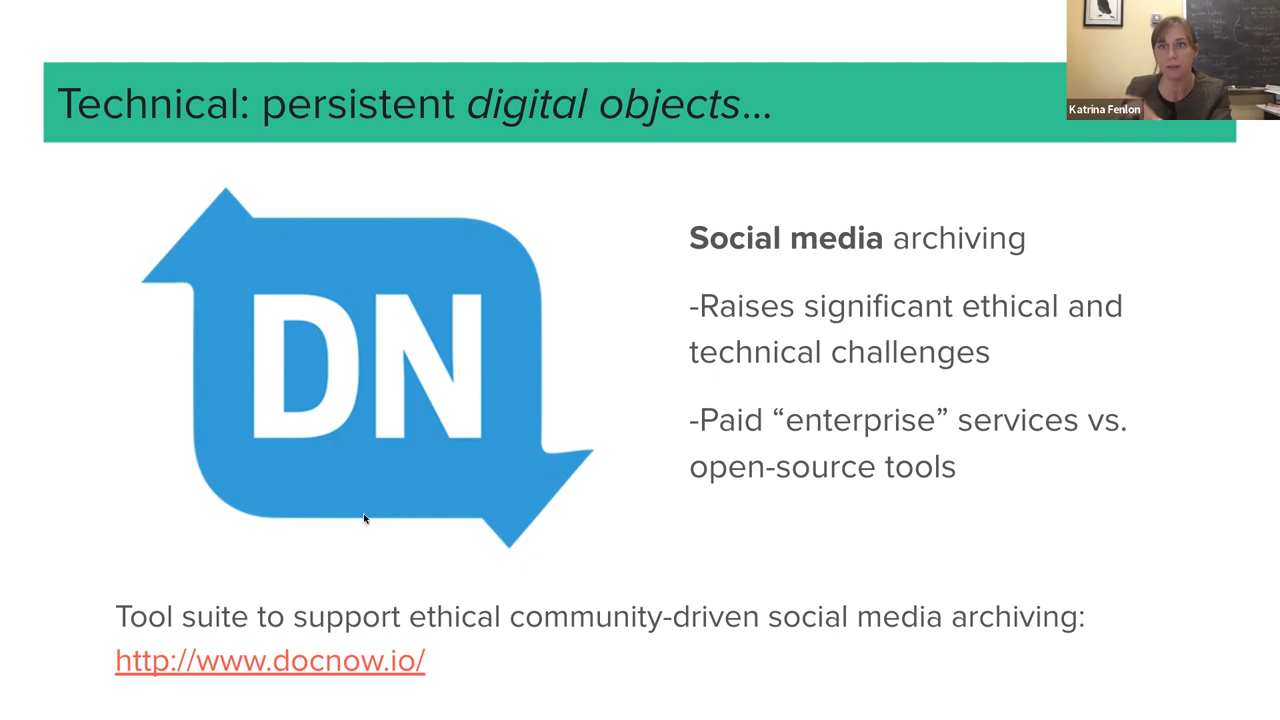 Technical: persistent digital objects...
Katrina Fenlon
DN
Social media archiving
-Raises significant ethical and
technical challenges
-Paid “enterprise” services vs.
open-source tools
Tool suite to support ethical community-driven social media archiving:
http://www.docnow.io/